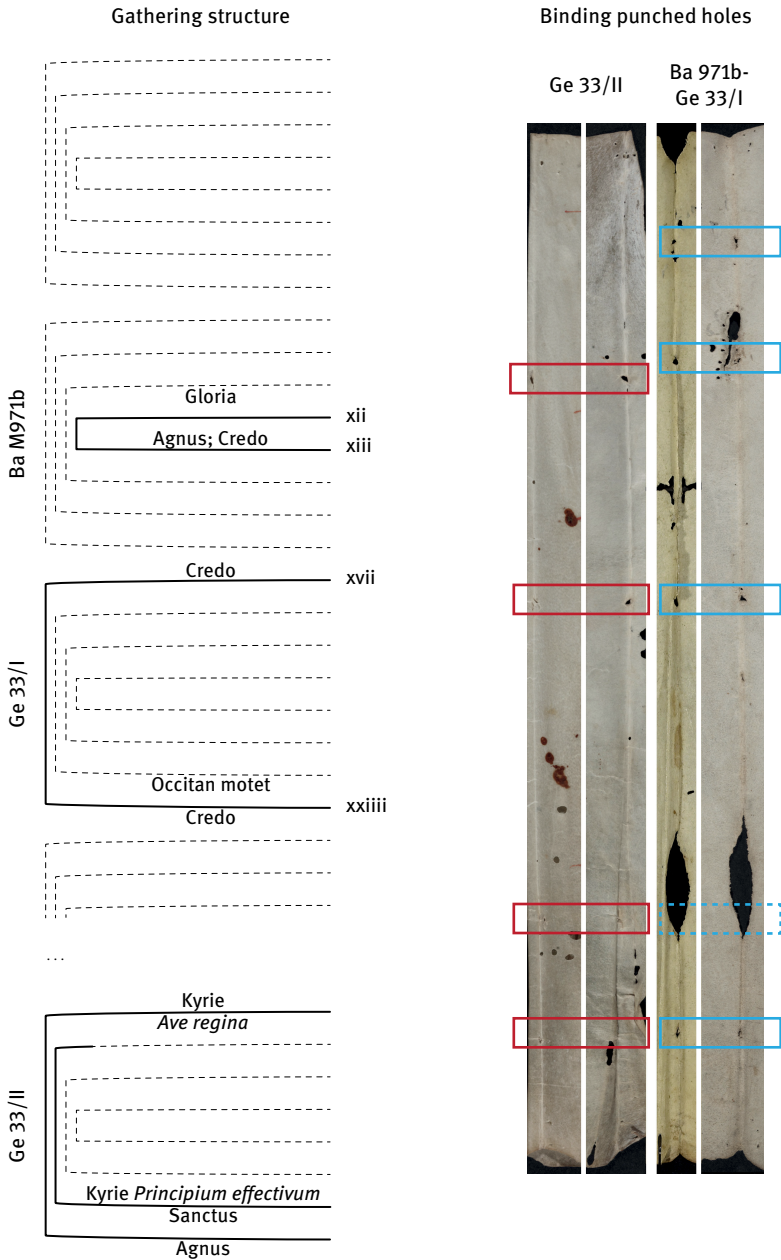 Gathering structure
Binding punched holes
Ge 33/II
Ba 971b-
Ge 33/I
Ba M971b
Gloria
xii
Agnus; Credo
xiii
Ge 33/I
Credo
xvii
Occitan motet
xxiiii
Credo
...
Ge 33/II
Kyrie
Ave regina
Kyrie Principium effectivum
Sanctus
Agnus